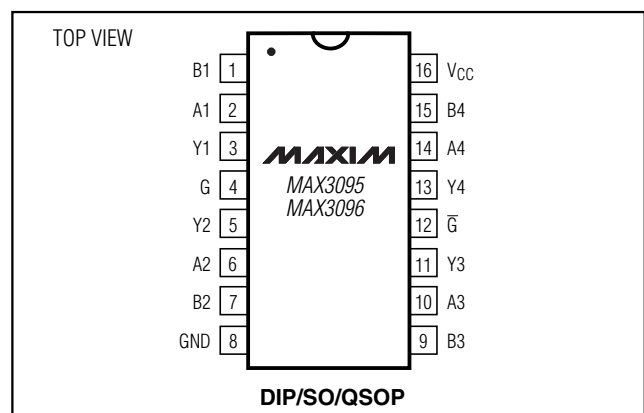 TOP VIEW
B1 1 16 VCC
A1 2 15 B4
Y1 3 14 A4
MAXIM
G 4 13 Y4
MAX3095
MAX3096
Y2 5 12 G̅
A2 6 11 Y3
B2 7 10 A3
GND 8 9 B3
DIP/SO/QSOP